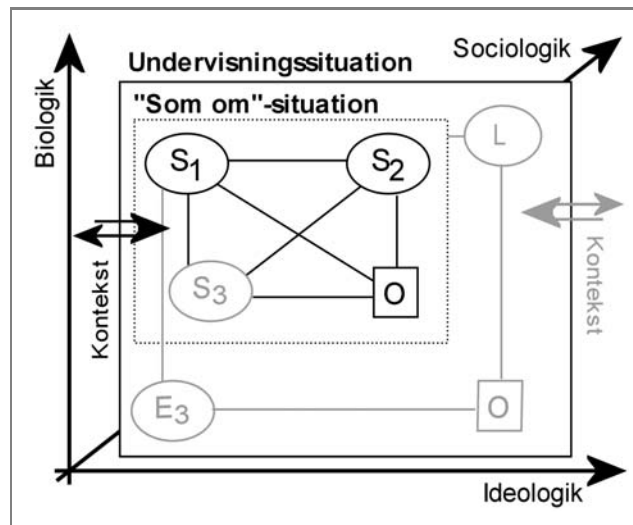 Sociologik
Undervisningssituation
"Som om"-situation
Biologik
L
S1
S2
Kontekst
Kontekst
S3
O
E3
O
Ideologik